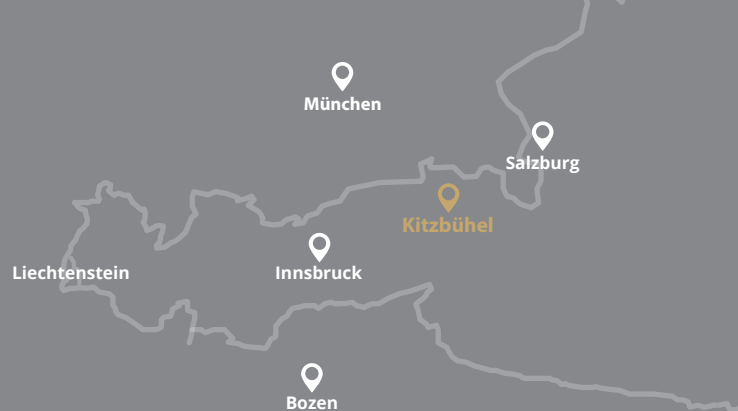 München
Salzburg
Kitzbühel
Liechtenstein
Innsbruck
Bozen